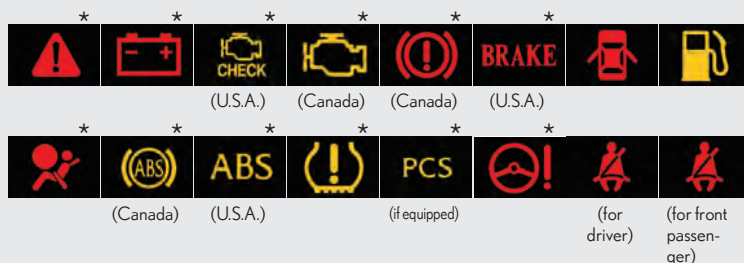 * * * * * *
CHECK
BRAKE
(U.S.A.) (Canada) (Canada) (U.S.A.)
* * * * * *
ABS
ABS
PCS
(Canada) (U.S.A.) (if equipped) (for driver) (for front passen-ger)